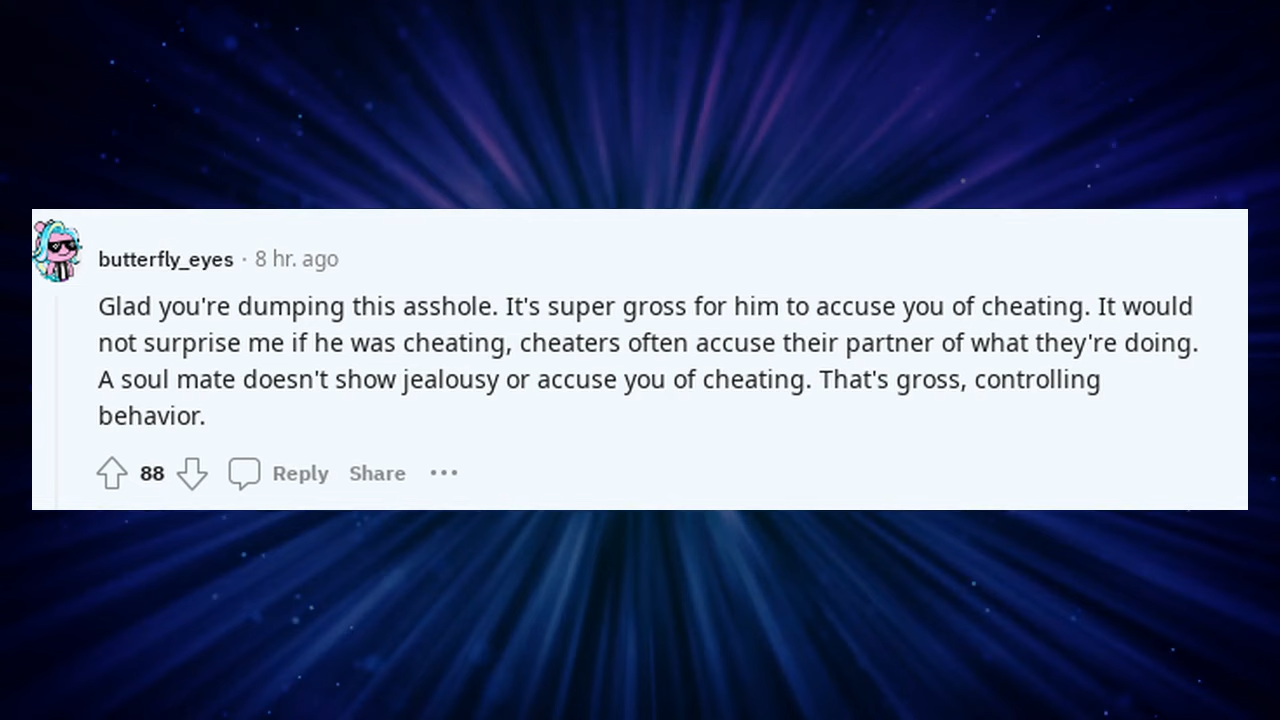 butterfly_eyes · 8 hr. ago
Glad you're dumping this asshole. It's super gross for him to accuse you of cheating. It would
not surprise me if he was cheating, cheaters often accuse their partner of what they're doing.
A soul mate doesn't show jealousy or accuse you of cheating. That's gross, controlling
behavior.
88 Reply Share